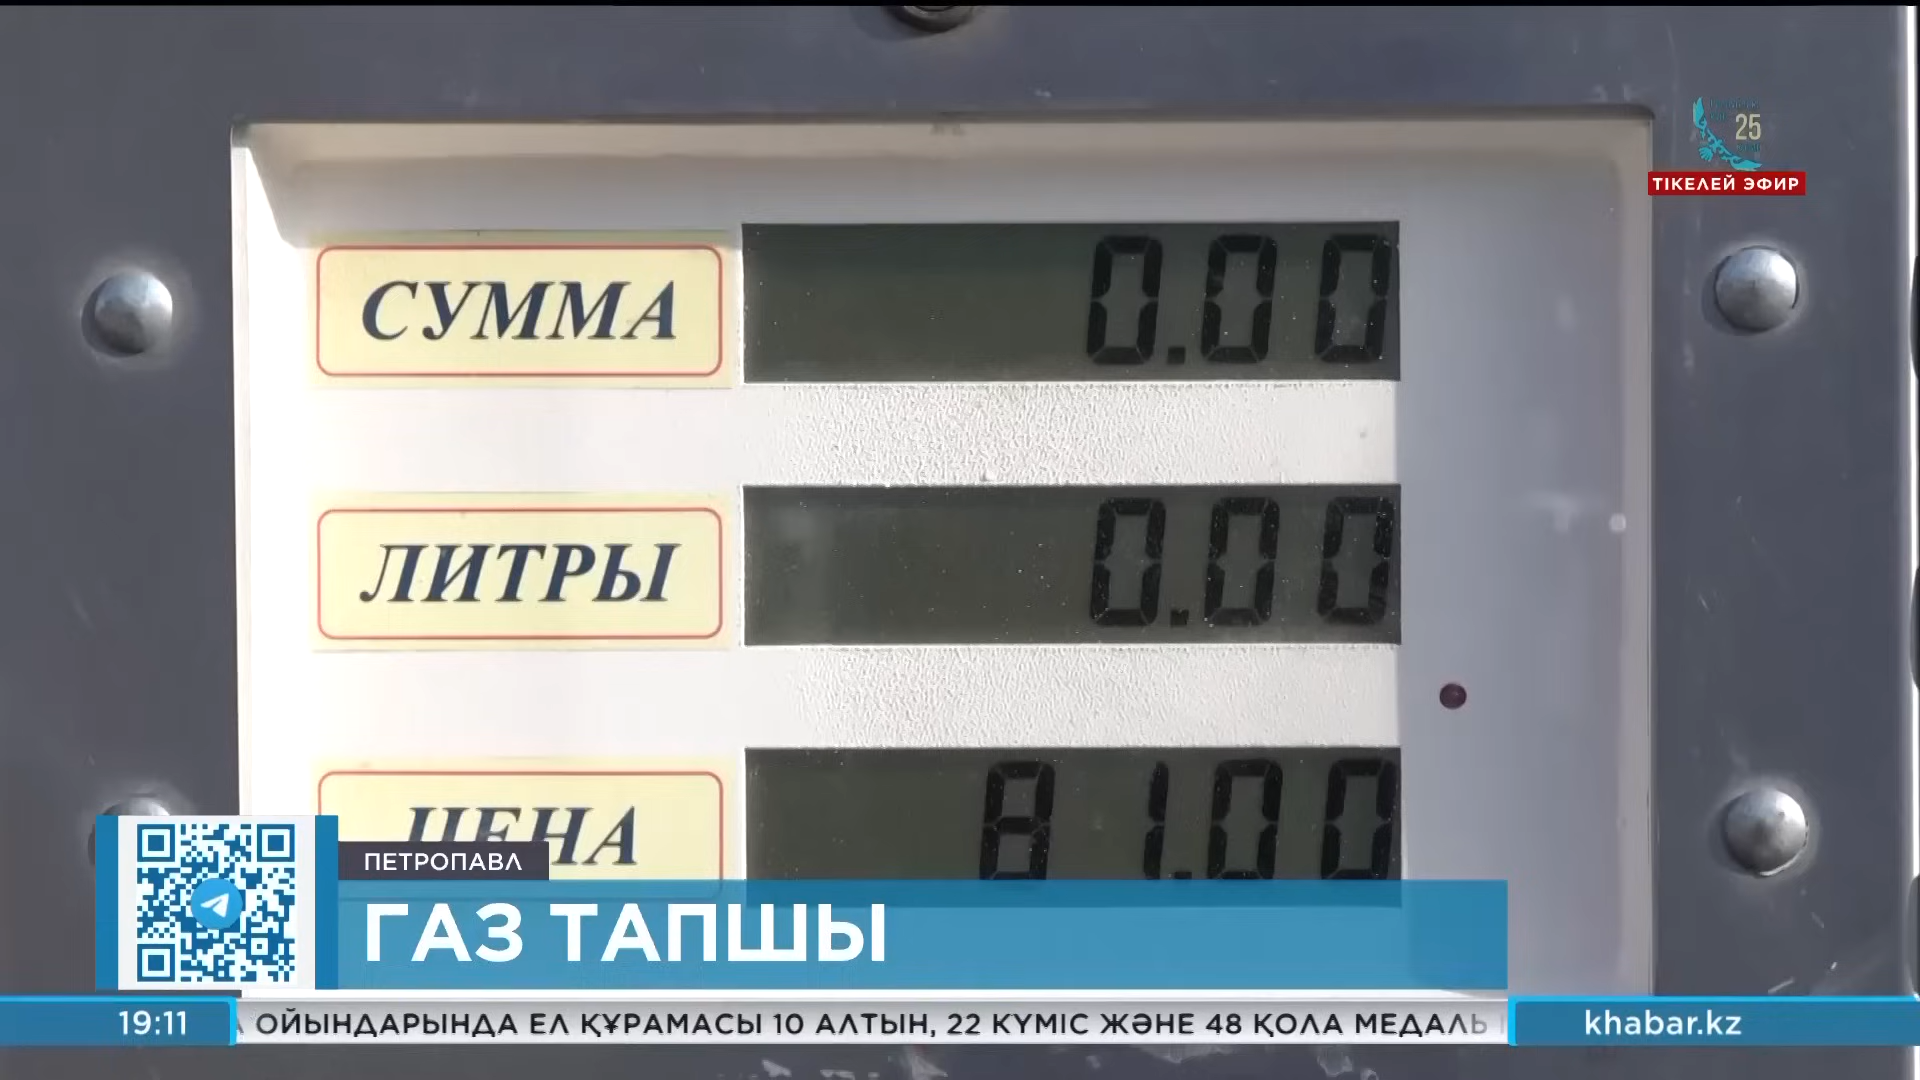 25
ТІКЕЛЕЙ ЭФИР
СУММА
0.00
ЛИТРЫ
0.00
ЦЕНА
81.00
ПЕТРОПАВЛ
ГАЗ ТАПШЫ
19:11
ОЙЫНДАРЫНДА ЕЛ ҚҰРАМАСЫ 10 АЛТЫН, 22 КҮМІС ЖӘНЕ 48 ҚОЛА МЕДАЛЬ
khabar.kz